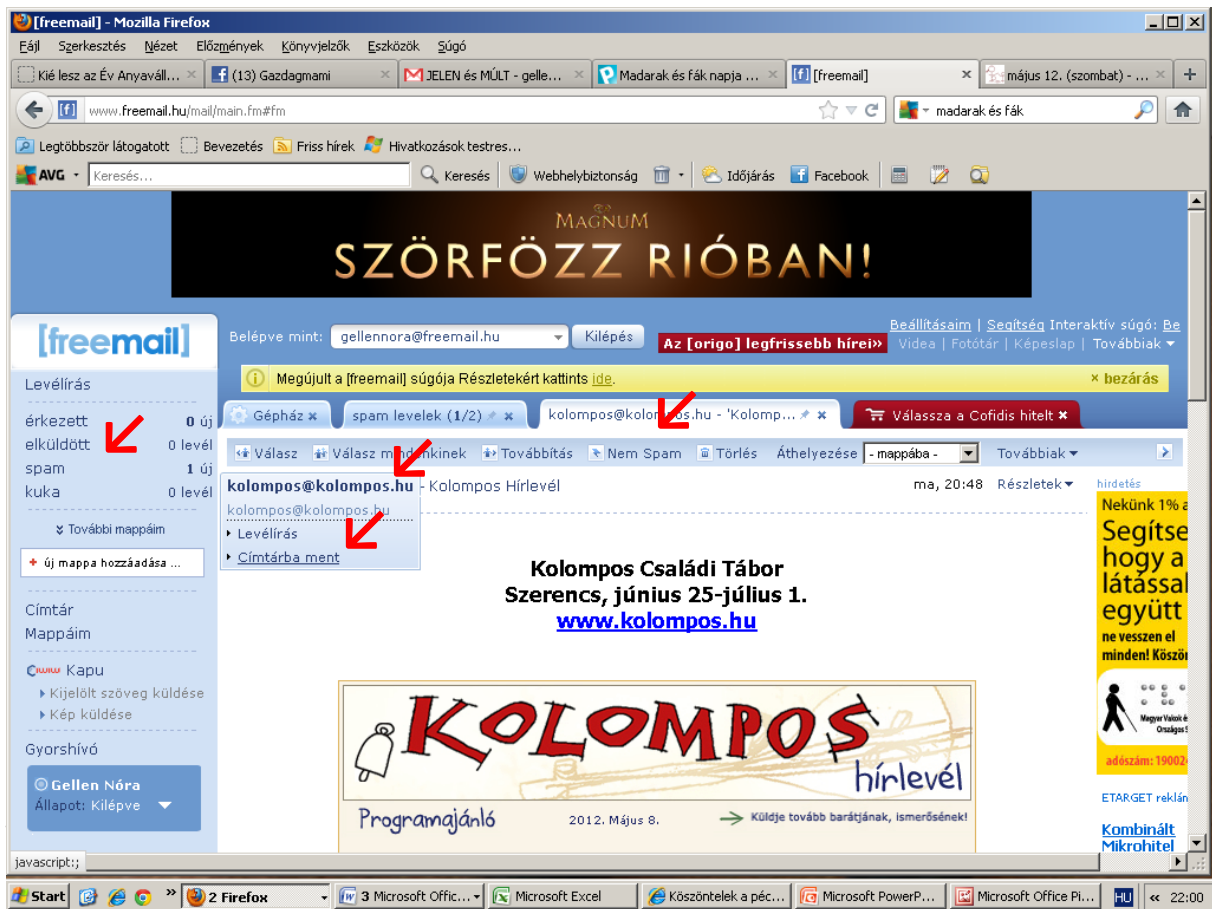 [freemail] - Mozilla Firefox
Fájl Szerkesztés Nézet Előzmények Könyvjelzők Eszközök Súgó
Kié lesz az Év Anyaváll... (13) Gazdagmami JELEN és MÚLT - gelle... Madarak és fák napja ... [freemail] május 12. (szombat) - ...
www.freemail.hu/mail/main.fm#fm madarak és fák
Legtöbbször látogatott Bevezetés Friss hírek Hivatkozások testres...
AVG Keresés... Keresés Webhelybiztonság Időjárás Facebook
MAGNUM
SZÖRFÖZZ RIÓBAN!
[freemail]
Belépve mint: gellennora@freemail.hu Kilépés
Az [origo] legfrissebb hírei»
Beállításaim | Segítség Interaktív súgó: Be
Videa | Fotótár | Képeslap | Továbbiak
Megújult a [freemail] súgója Részletekért kattints ide. × bezárás
Gépház spam levelek (1/2) kolompos@kolompos.hu - 'Kolomp... Válassza a Cofidis hitelt
Válasz Válasz mindenkinek Továbbítás Nem Spam Törlés Áthelyezése - mappába - Továbbiak
Levélírás
érkezett 0 új
elküldött 0 levél
spam 1 új
kuka 0 levél
További mappáim
+ új mappa hozzáadása ...
Címtár
Mappáim
iwiw Kapu
Kijelölt szöveg küldése
Kép küldése
Gyorshívó
Gellen Nóra
Állapot: Kilépve
kolompos@kolompos.hu - Kolompos Hírlevél ma, 20:48 Részletek
kolompos@kolompos.hu
Levélírás
Címtárba ment
Kolompos Családi Tábor
Szerencs, június 25-július 1.
www.kolompos.hu
KOLOMPOS
hírlevél
Programajánló 2012. Május 8. Küldje tovább barátjának, ismerősének!
hirdetés
Nekünk 1% a
Segítse
hogy a
látással
együtt
ne vesszen el
minden! Köszön
Magyar Vakok é
Országos S
adószám: 19002
ETARGET reklán
Kombinált
Mikrohitel
javascript:;
Start 2 Firefox 3 Microsoft Offic... Microsoft Excel Köszöntelek a péc... Microsoft PowerP... Microsoft Office Pi... HU 22:00